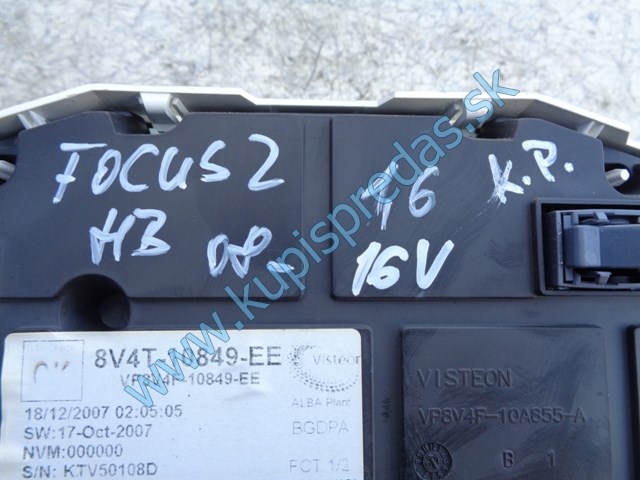 FOCUS 2 1,6 K.P.
HB 08 16V
www.kupispredas.sk
OK 8V4T-10849-EE Visteon
VP8V4F-10849-EE
ALBA Plant
18/12/2007 02:05:05
BGDPA
SW:17-Oct-2007
NVM:000000
S/N: KTV50108D FCT 1/2
VISTEON
VP8V4F-10A855-A
B 1